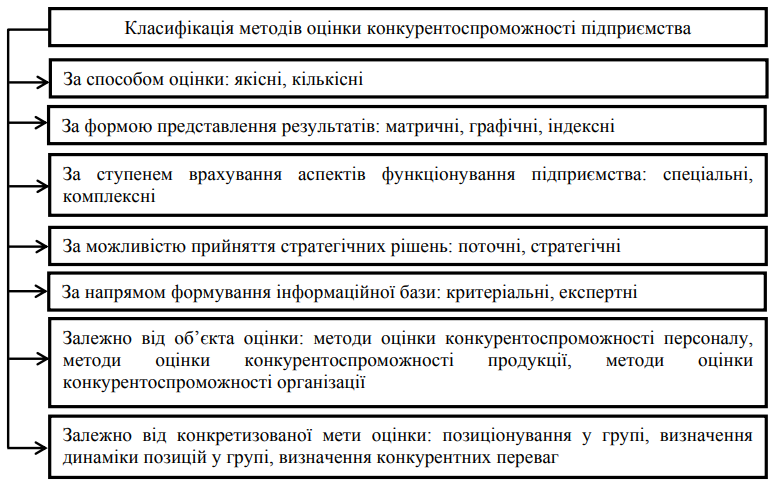 Класифікація методів оцінки конкурентоспроможності підприємства
За способом оцінки: якісні, кількісні
За формою представлення результатів: матричні, графічні, індексні
За ступенем врахування аспектів функціонування підприємства: спеціальні,
комплексні
За можливістю прийняття стратегічних рішень: поточні, стратегічні
За напрямом формування інформаційної бази: критеріальні, експертні
Залежно від об’єкта оцінки: методи оцінки конкурентоспроможності персоналу,
методи оцінки конкурентоспроможності продукції, методи оцінки
конкурентоспроможності організації
Залежно від конкретизованої мети оцінки: позиціонування у групі, визначення
динаміки позицій у групі, визначення конкурентних переваг